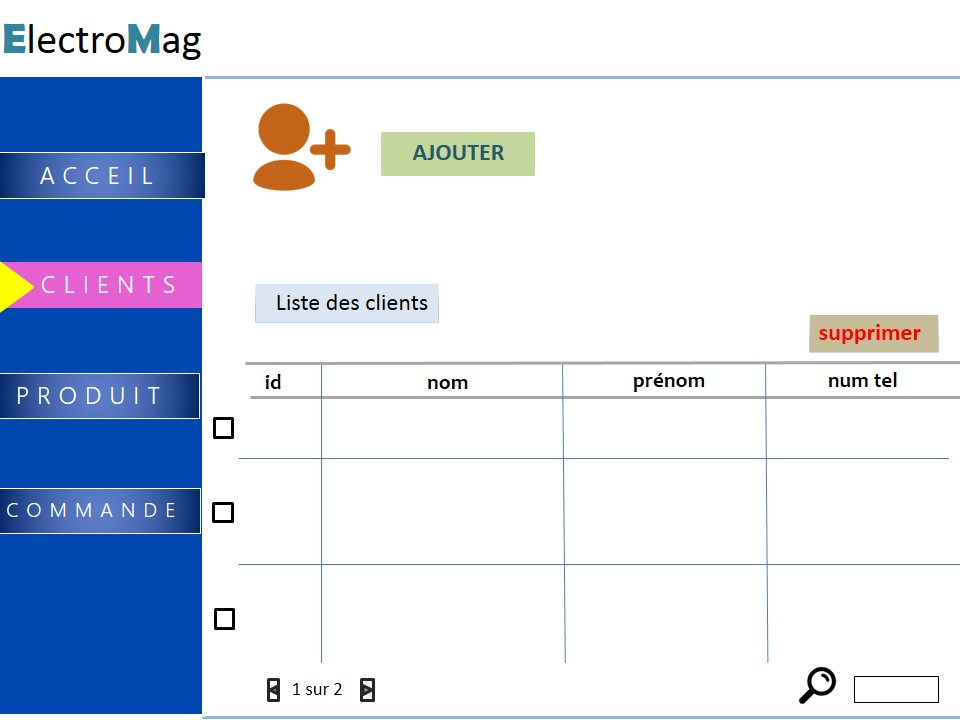 ElectroMag
AJOUTER
ACCEIL
CLIENTS
Liste des clients
supprimer
id nom prénom num tel
PRODUIT
COMMANDE
1 sur 2